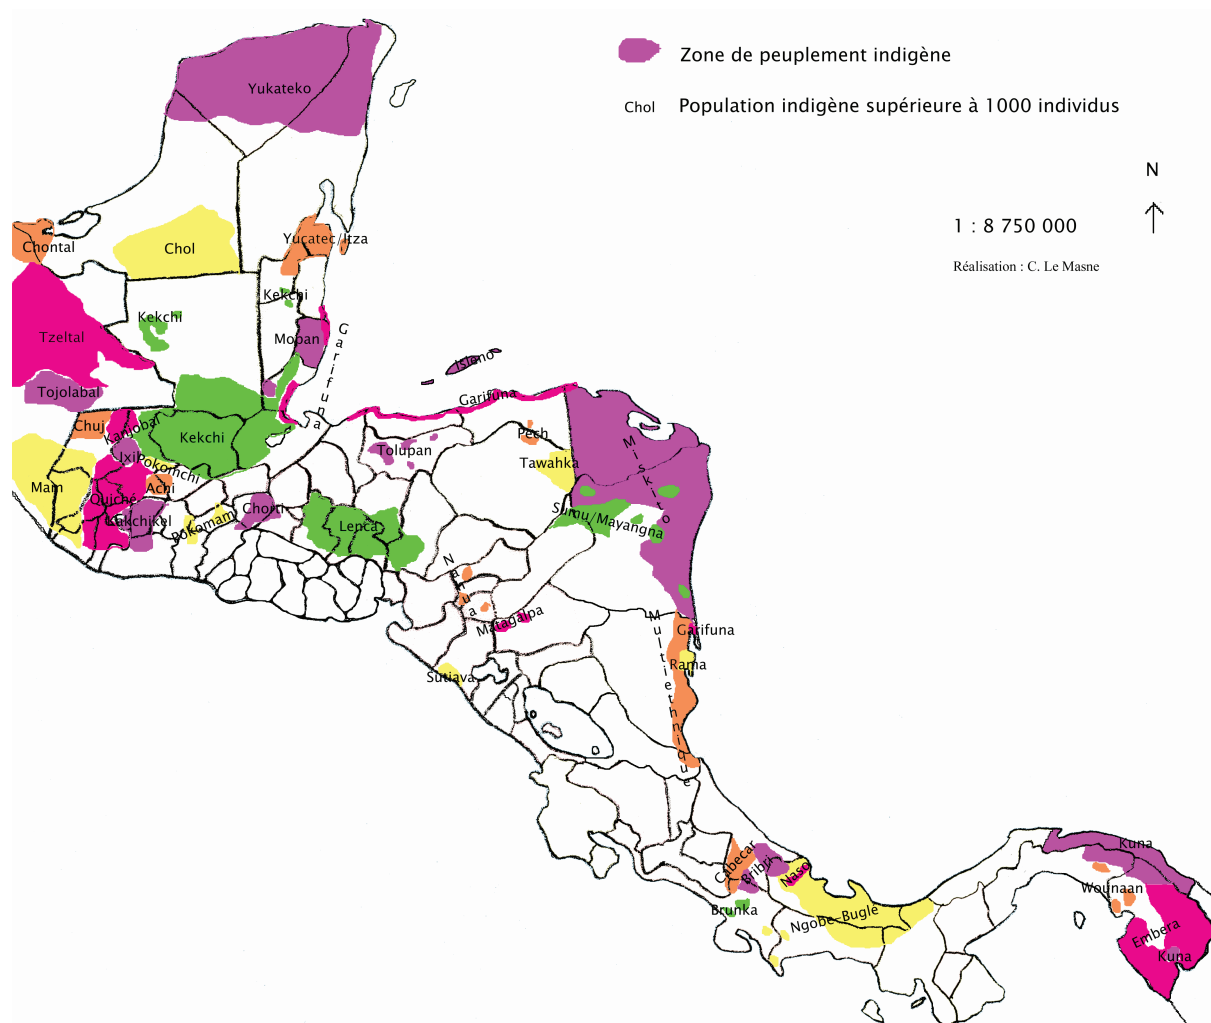 Zone de peuplement indigène
Chol Population indigène supérieure à 1000 individus
N
1 : 8 750 000
Réalisation : C. Le Masne
Yukateko
Chontal
Chol
Yucatec/Itza
Kekchi
Kekchi
Tzeltal
Mopan
Garifuna
Tojolabal
Isleno
Garifuna
Chuj
Kanjobal
Kekchi
Ixil
Pokomchi
Mam
Achi
Quiché
Kakchikel
Pokomam
Chorti
Tolupan
Pech
Tawahka
Miskito
Lenca
Sumu/Mayangna
Nahua
Matagalpa
Multiethnique
Garifuna
Rama
Sutiava
Cabecar
Bribri
Naso
Brunka
Ngobe-Bugle
Kuna
Wounaan
Embera
Kuna